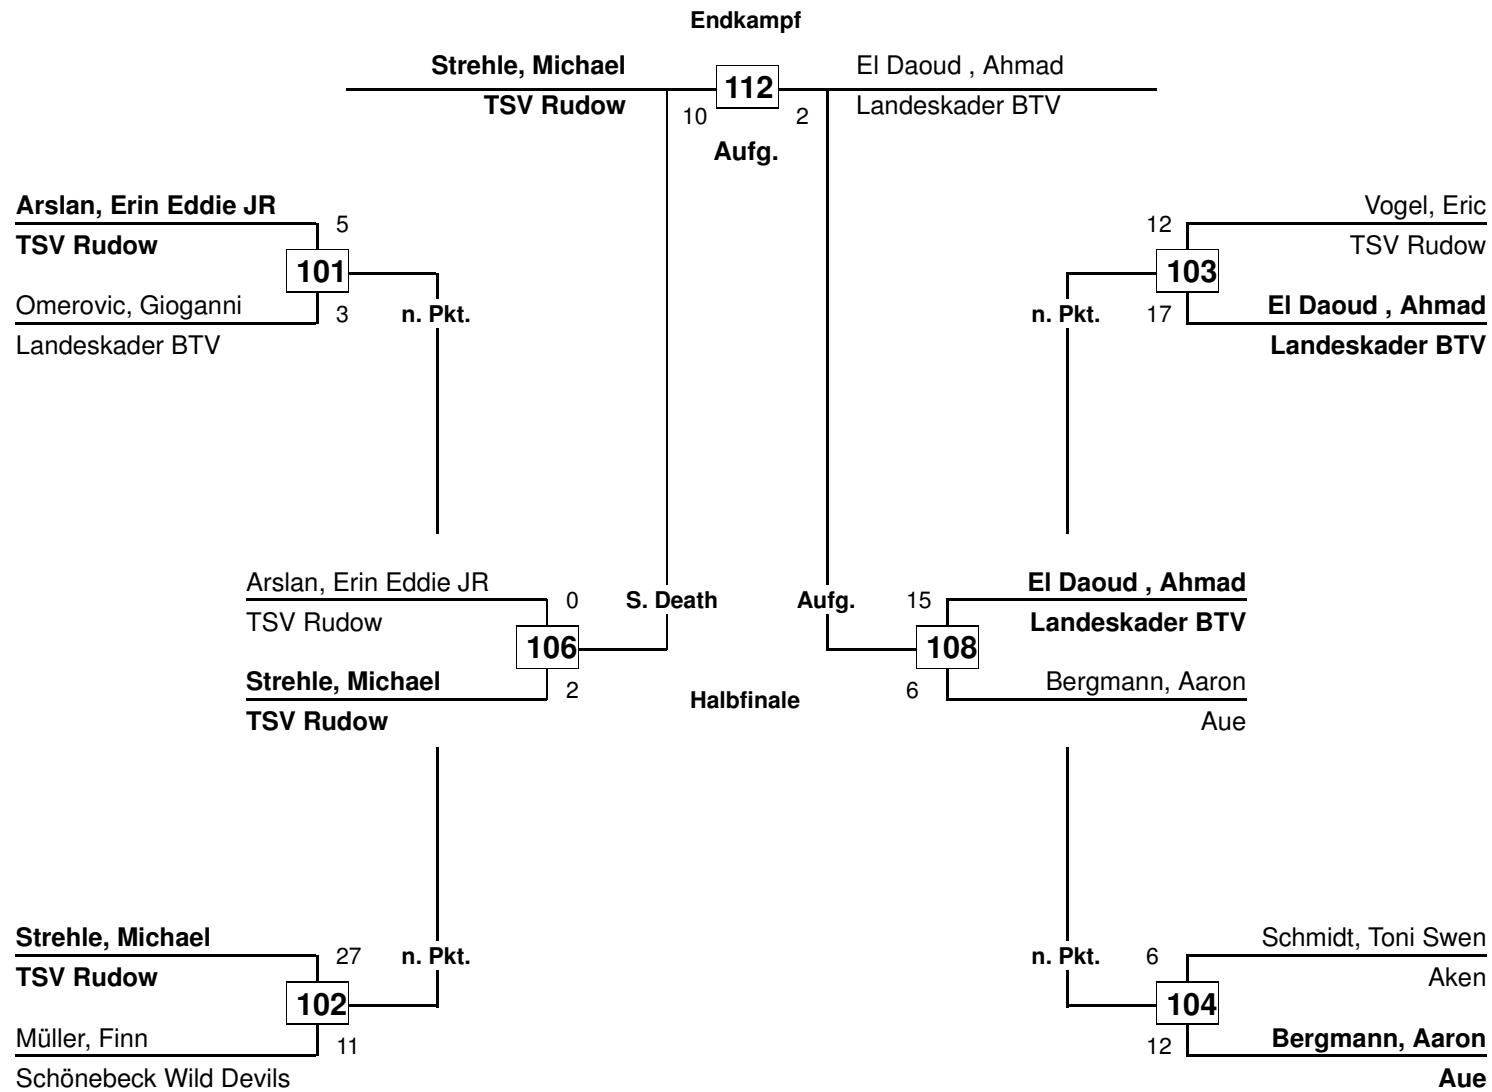 Endkampf
Strehle, Michael
TSV Rudow
10
112
2
Aufg.
El Daoud , Ahmad
Landeskader BTV
Arslan, Erin Eddie JR
TSV Rudow
5
101
Omerovic, Gioganni
Landeskader BTV
3
n. Pkt.
Vogel, Eric
TSV Rudow
12
103
n. Pkt.
17
El Daoud , Ahmad
Landeskader BTV
Arslan, Erin Eddie JR
TSV Rudow
0
S. Death
106
Strehle, Michael
TSV Rudow
2
Halbfinale
Aufg.
15
El Daoud , Ahmad
Landeskader BTV
108
6
Bergmann, Aaron
Aue
Strehle, Michael
TSV Rudow
27
n. Pkt.
102
Müller, Finn
Schönebeck Wild Devils
11
n. Pkt.
6
Schmidt, Toni Swen
Aken
104
12
Bergmann, Aaron
Aue